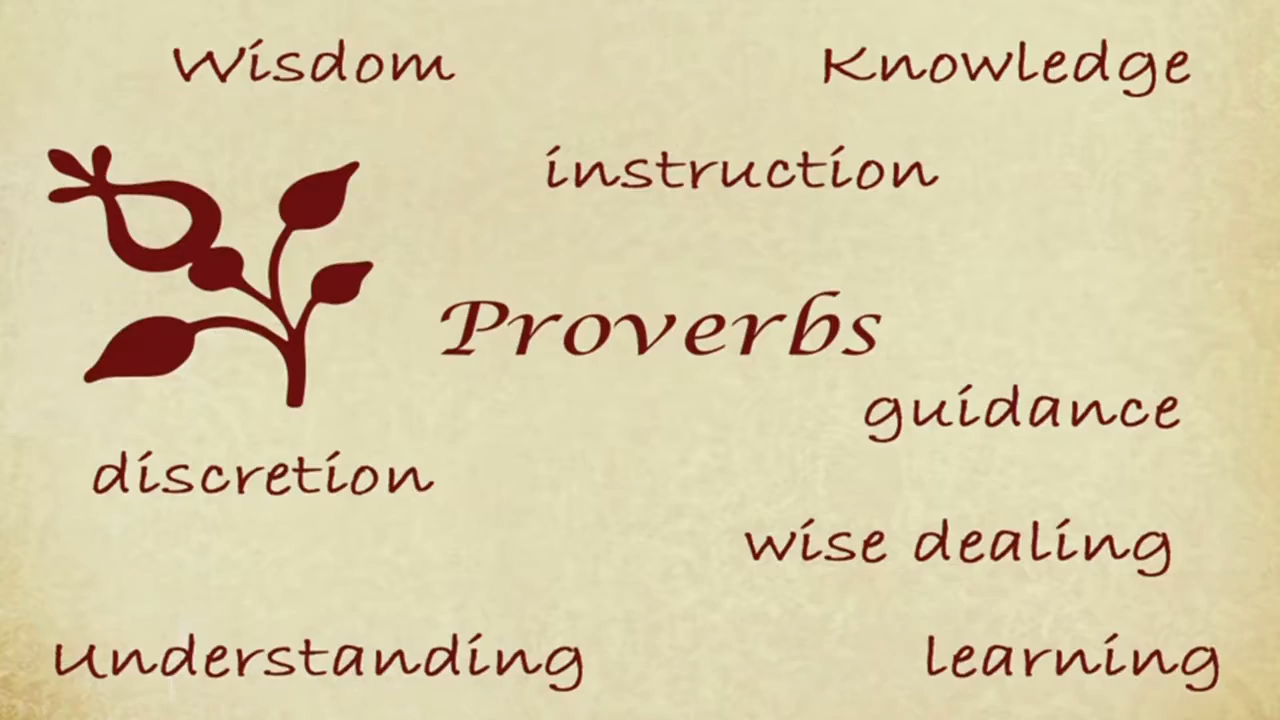 Wisdom
Knowledge
instruction
Proverbs
guidance
discretion
wise dealing
Understanding
learning